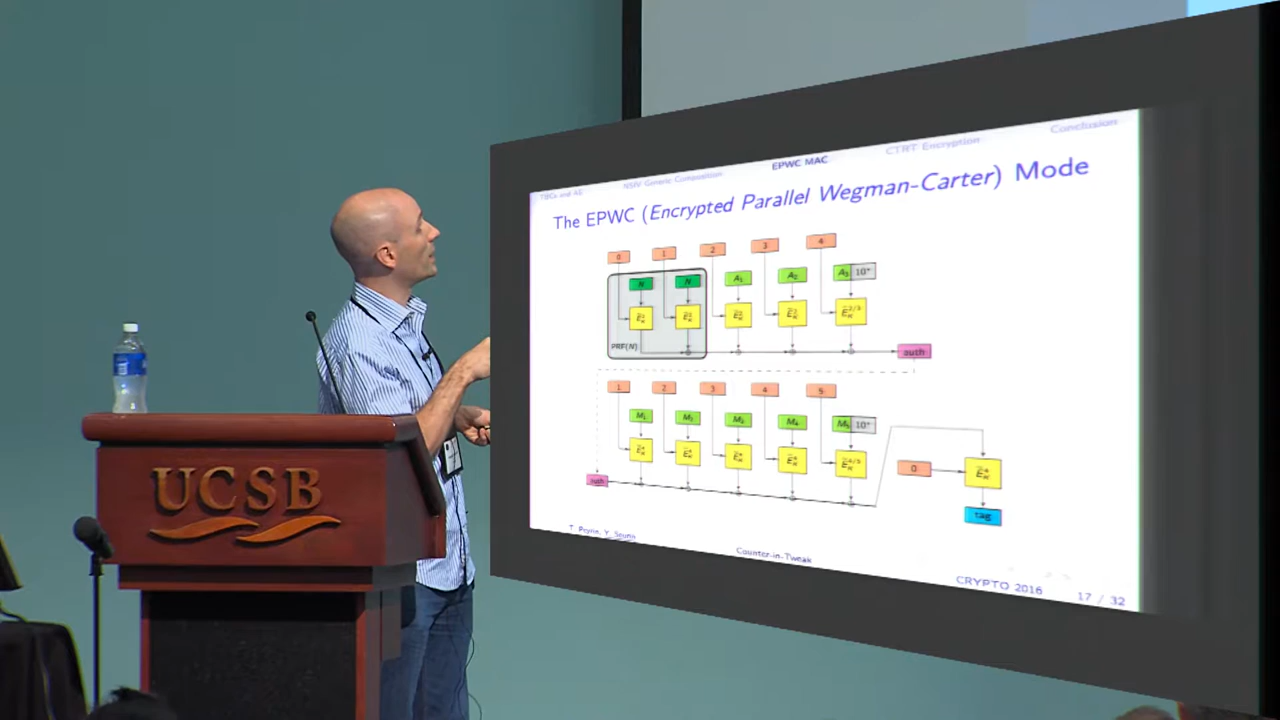 TBCs and AE NSIV Generic Composition EPWC MAC CTRT Encryption Conclusion
The EPWC (Encrypted Parallel Wegman-Carter) Mode
0 1 2 3 4
N N A₁ A₂ A₃ 10*
PRF(N)
auth
1 2 3 4 5
M₁ M₂ M₃ M₄ M₅ 10*
0
auth
tag
T. Peyrin, Y. Seurin Counter-in-Tweak CRYPTO 2016 17 / 32
UCSB